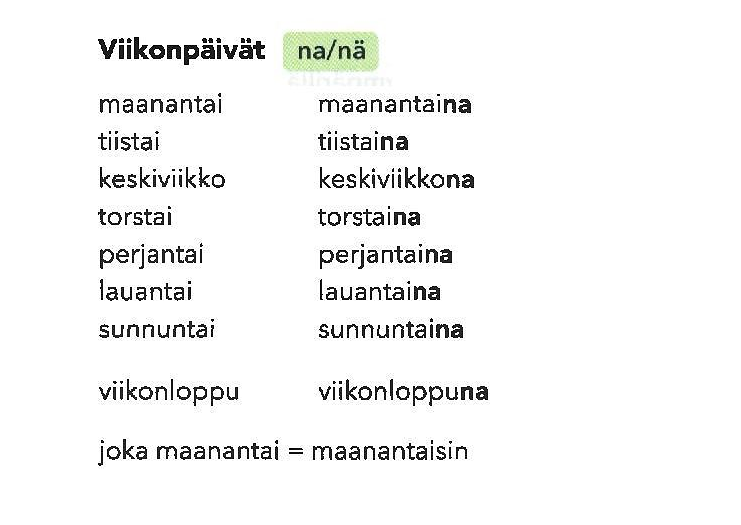 Viikonpäivät na/nä
maanantai maanantaina
tiistai tiistaina
keskiviikko keskiviikkona
torstai torstaina
perjantai perjantaina
lauantai lauantaina
sunnuntai sunnuntaina
viikonloppu viikonloppuna
joka maanantai = maanantaisin